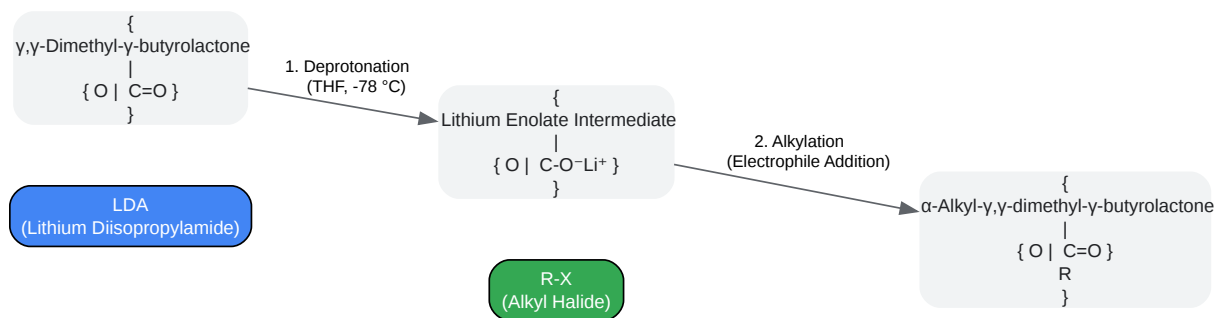 {
γ,γ-Dimethyl-γ-butyrolactone
|
{ O | C=O }
}
1. Deprotonation
(THF, -78 °C)
{
Lithium Enolate Intermediate
|
{ O | C-O⁻Li⁺ }
}
2. Alkylation
(Electrophile Addition)
{
α-Alkyl-γ,γ-dimethyl-γ-butyrolactone
|
{ O | C=O }
R
}
LDA
(Lithium Diisopropylamide)
R-X
(Alkyl Halide)